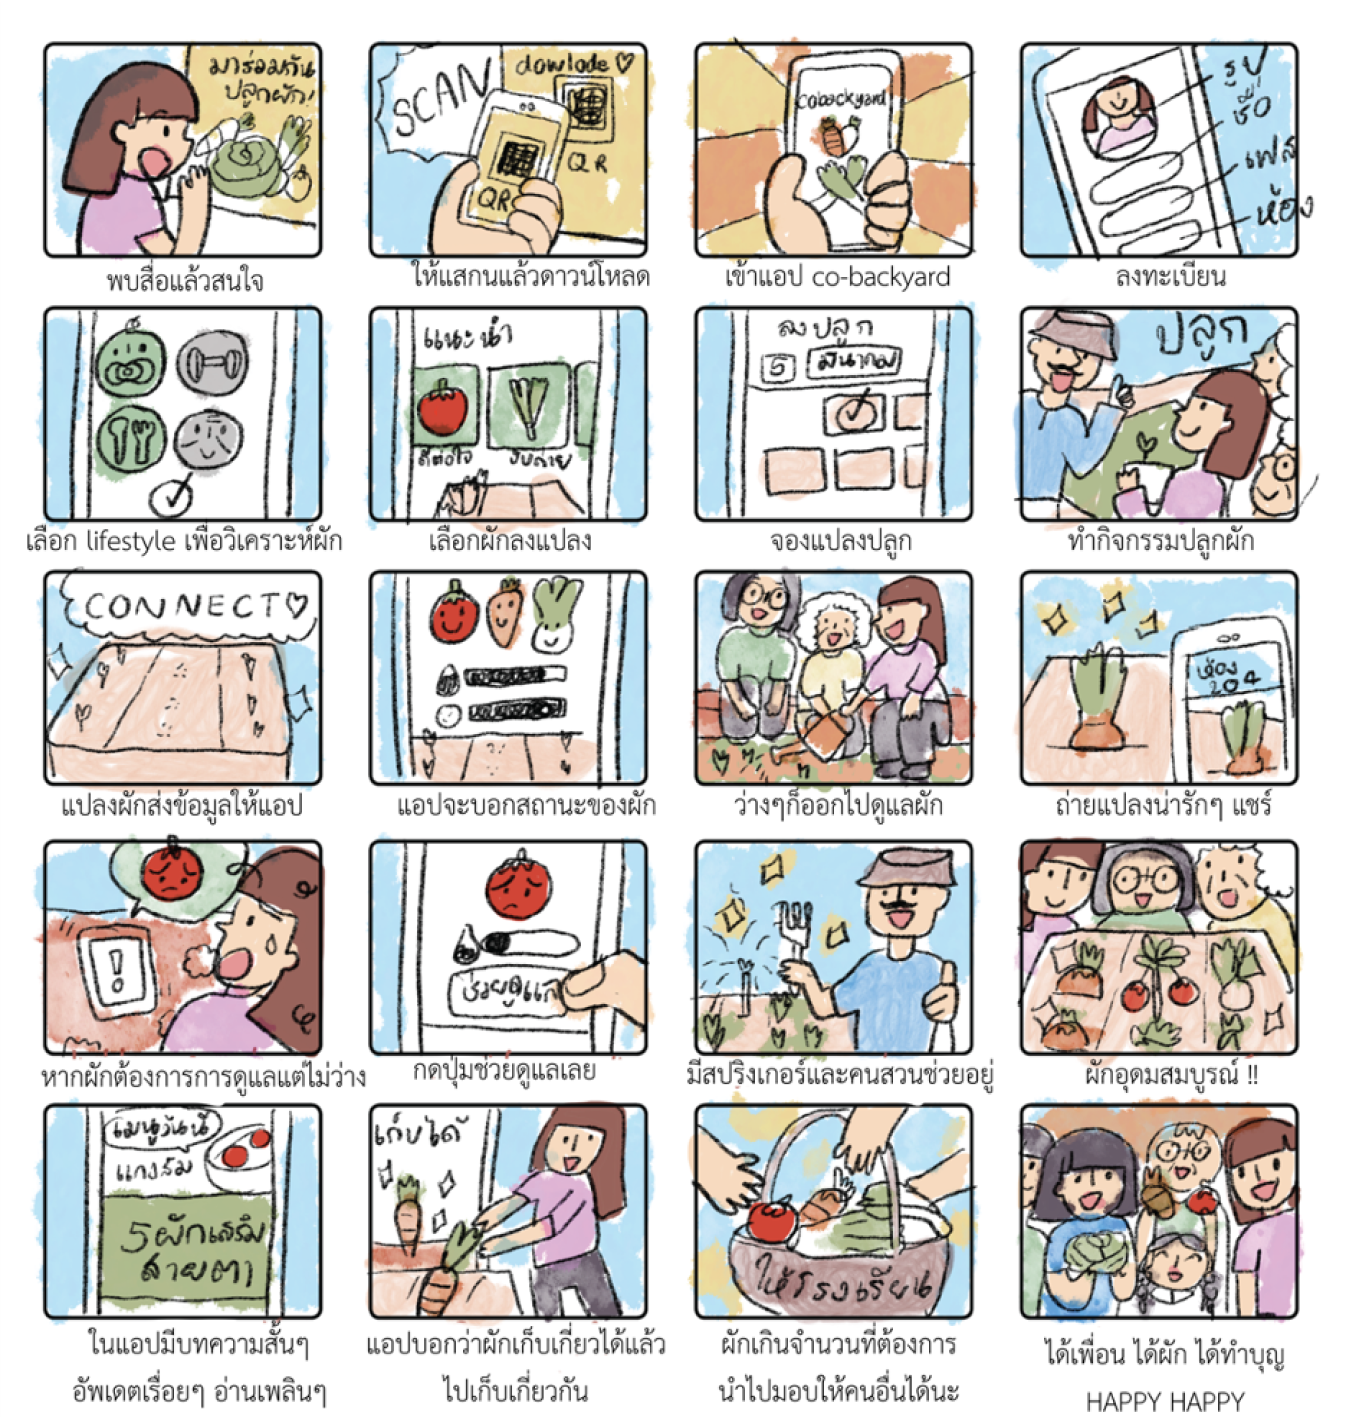 มาร่วมกัน
ปลูกผัก!
พบสื่อแล้วสนใจ
SCAN
dowlode ♡
QR
QR
ให้แสกนแล้วดาวน์โหลด
cobackyard
เข้าแอป co-backyard
รูป
ชื่อ
เฟส
ห้อง
ลงทะเบียน
เลือก lifestyle เพื่อวิเคราะห์ผัก
แนะนำ
ดีต่อใจ
ขับถ่าย
เลือกผักลงแปลง
ลงปลูก
5 มีนาคม
จองแปลงปลูก
ปลูก
ทำกิจกรรมปลูกผัก
CONNECT♡
แปลงผักส่งข้อมูลให้แอป
แอปจะบอกสถานะของผัก
ว่างๆก็ออกไปดูแลผัก
ห้อง
204
ถ่ายแปลงน่ารักๆ แชร์
!
หากผักต้องการการดูแลแต่ไม่ว่าง
ช่วยดูแล
กดปุ่มช่วยดูแลเลย
มีสปริงเกอร์และคนสวนช่วยอยู่
ผักอุดมสมบูรณ์ !!
เมนูวันนี้
แกงส้ม
5 ผักเสริม
สายตา
ในแอปมีบทความสั้นๆ
อัพเดตเรื่อยๆ อ่านเพลินๆ
เก็บได้
แอปบอกว่าผักเก็บเกี่ยวได้แล้ว
ไปเก็บเกี่ยวกัน
ให้โรงเรียน
ผักเกินจำนวนที่ต้องการ
นำไปมอบให้คนอื่นได้นะ
ได้เพื่อน ได้ผัก ได้ทำบุญ
HAPPY HAPPY